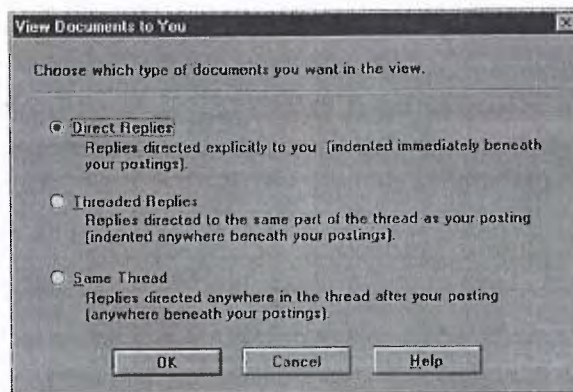 View Documents to You
Choose which type of documents you want in the view.
Direct Replies
Replies directed explicitly to you (indented immediately beneath
your postings).
Threaded Replies
Replies directed to the same part of the thread as your posting
(indented anywhere beneath your postings).
Same Thread
Replies directed anywhere in the thread after your posting
(anywhere beneath your postings).
OK Cancel Help